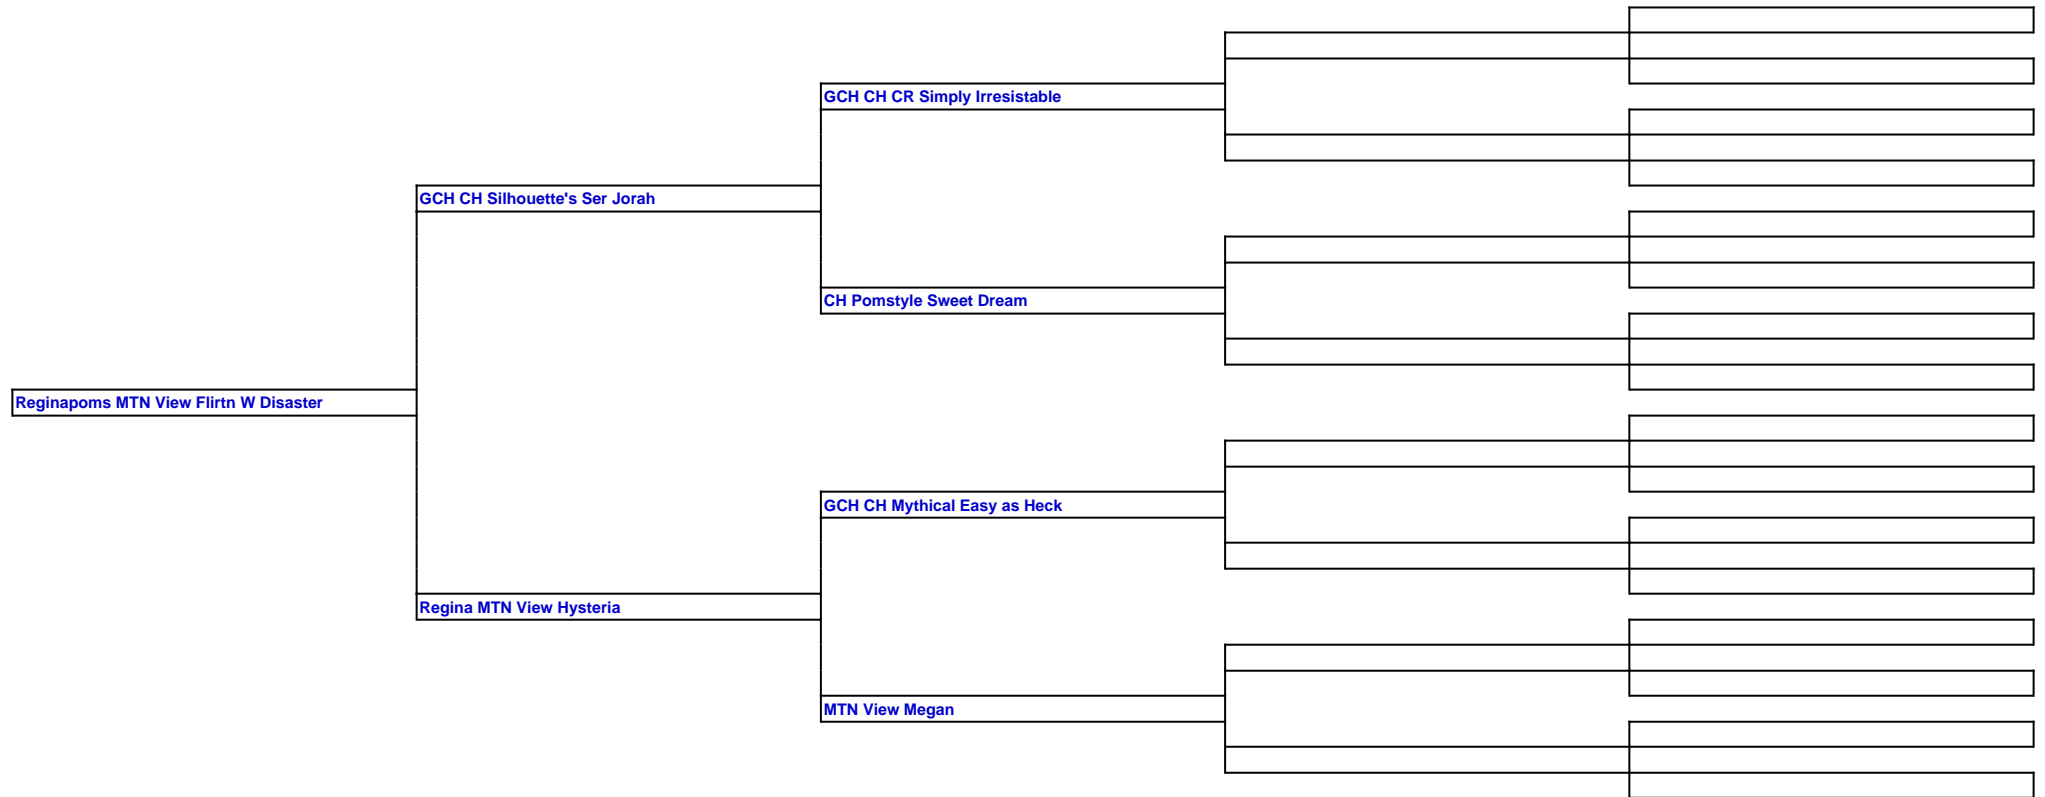 GCH CH CR Simply Irresistable
GCH CH Silhouette's Ser Jorah
CH Pomstyle Sweet Dream
Reginapoms MTN View Flirtn W Disaster
GCH CH Mythical Easy as Heck
Regina MTN View Hysteria
MTN View Megan